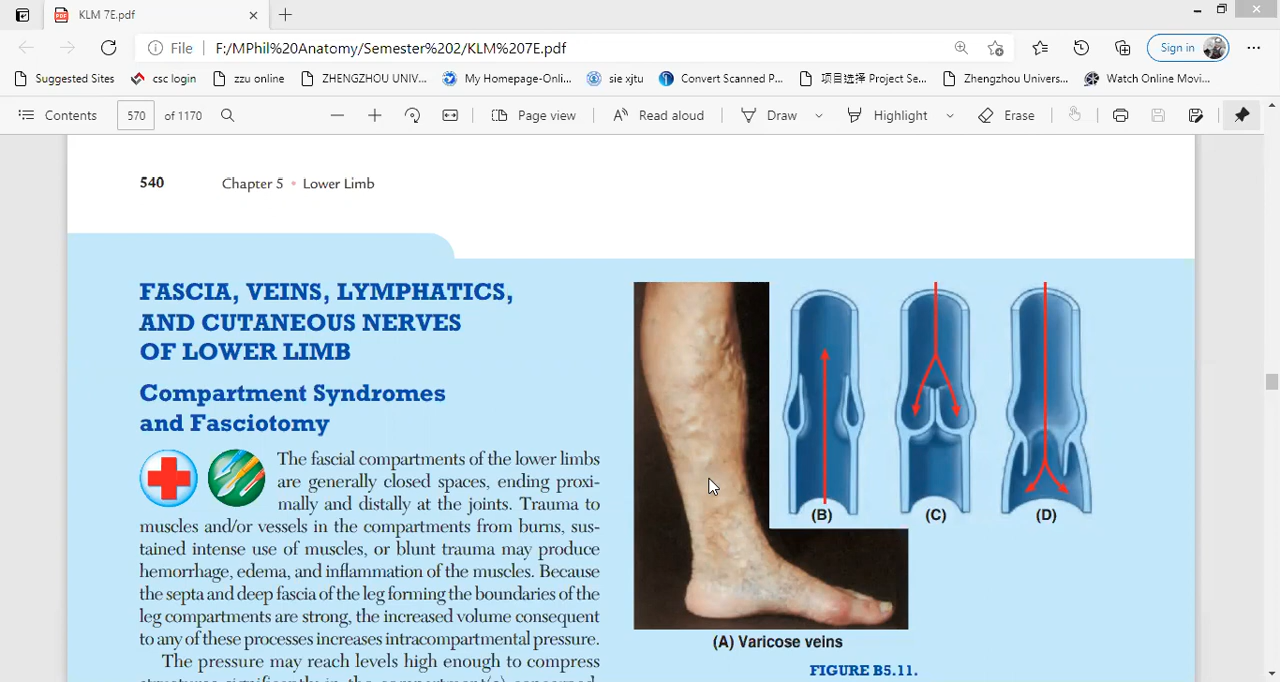 KLM 7E.pdf
File
F:/MPhil%20Anatomy/Semester%202/KLM%207E.pdf
Sign in
Suggested Sites
csc login
zzu online
ZHENGZHOU UNIV...
My Homepage-Onli...
sie xjtu
Convert Scanned P...
项目选择 Project Se...
Zhengzhou Univers...
Watch Online Movi...
Contents
570 of 1170
Page view
Read aloud
Draw
Highlight
Erase
540 Chapter 5 • Lower Limb
FASCIA, VEINS, LYMPHATICS,
AND CUTANEOUS NERVES
OF LOWER LIMB
Compartment Syndromes
and Fasciotomy
The fascial compartments of the lower limbs
are generally closed spaces, ending proxi-
mally and distally at the joints. Trauma to
muscles and/or vessels in the compartments from burns, sus-
tained intense use of muscles, or blunt trauma may produce
hemorrhage, edema, and inflammation of the muscles. Because
the septa and deep fascia of the leg forming the boundaries of the
leg compartments are strong, the increased volume consequent
to any of these processes increases intracompartmental pressure.
The pressure may reach levels high enough to compress
(B)
(C)
(D)
(A) Varicose veins
FIGURE B5.11.